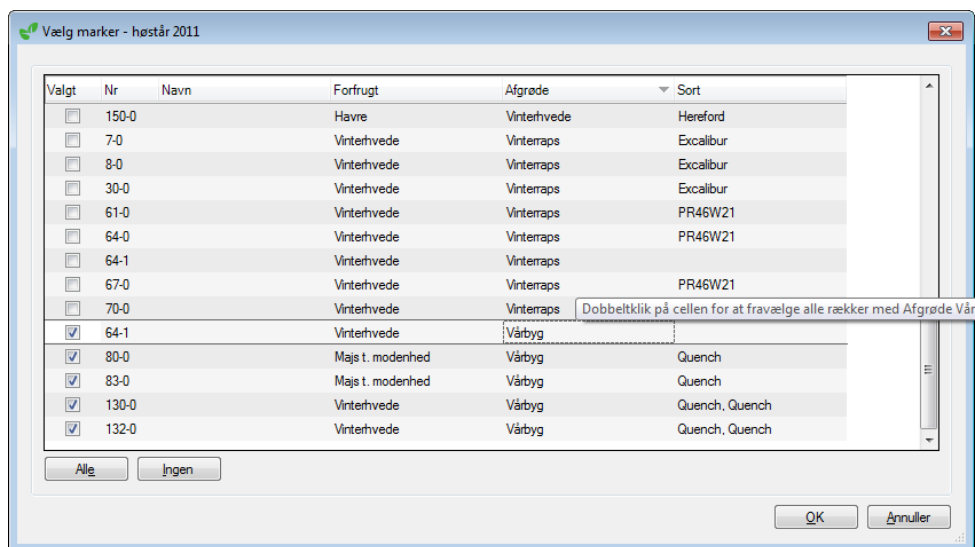 Vælg marker - høstår 2011
Valgt Nr Navn Forfrugt Afgrøde Sort
150-0 Havre Vinterhvede Hereford
7-0 Vinterhvede Vinterraps Excalibur
8-0 Vinterhvede Vinterraps Excalibur
30-0 Vinterhvede Vinterraps Excalibur
61-0 Vinterhvede Vinterraps PR46W21
64-0 Vinterhvede Vinterraps PR46W21
64-1 Vinterhvede Vinterraps
67-0 Vinterhvede Vinterraps PR46W21
70-0 Vinterhvede Vinterraps Dobbeltklik på cellen for at fravælge alle rækker med Afgrøde Vår
64-1 Vinterhvede Vårbyg
80-0 Majs t. modenhed Vårbyg Quench
83-0 Majs t. modenhed Vårbyg Quench
130-0 Vinterhvede Vårbyg Quench, Quench
132-0 Vinterhvede Vårbyg Quench, Quench
Alle Ingen
OK Annuller